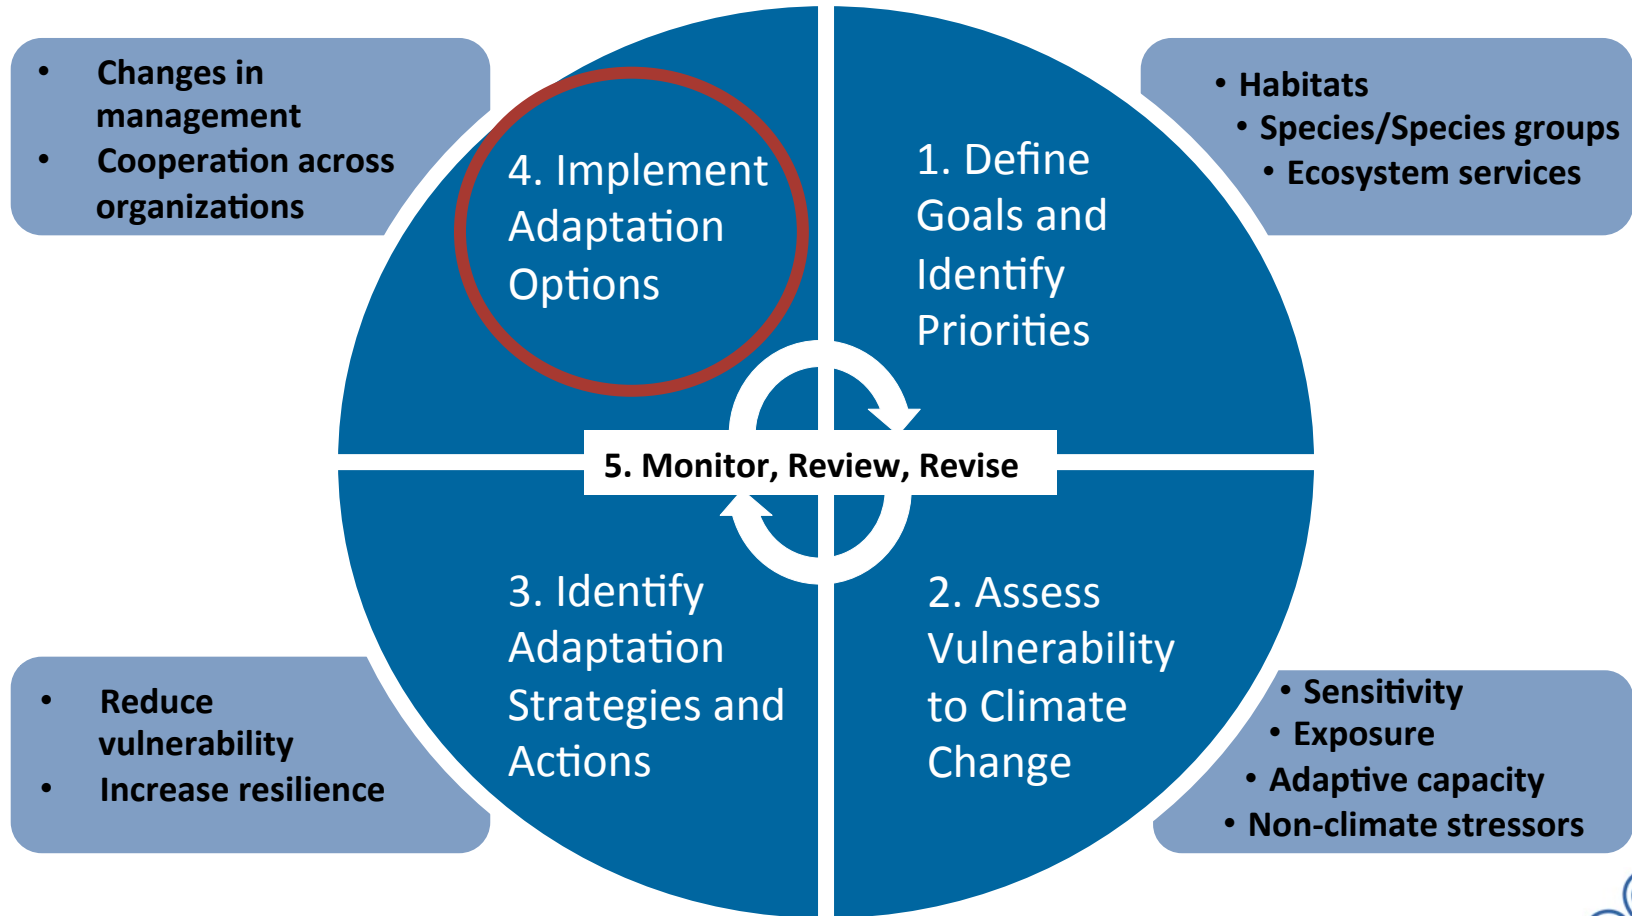 • Changes in
management
• Cooperation across
organizations
4. Implement
Adaptation
Options
1. Define
Goals and
Identify
Priorities
• Habitats
• Species/Species groups
• Ecosystem services
5. Monitor, Review, Revise
• Reduce
vulnerability
• Increase resilience
3. Identify
Adaptation
Strategies and
Actions
2. Assess
Vulnerability
to Climate
Change
• Sensitivity
• Exposure
• Adaptive capacity
• Non-climate stressors